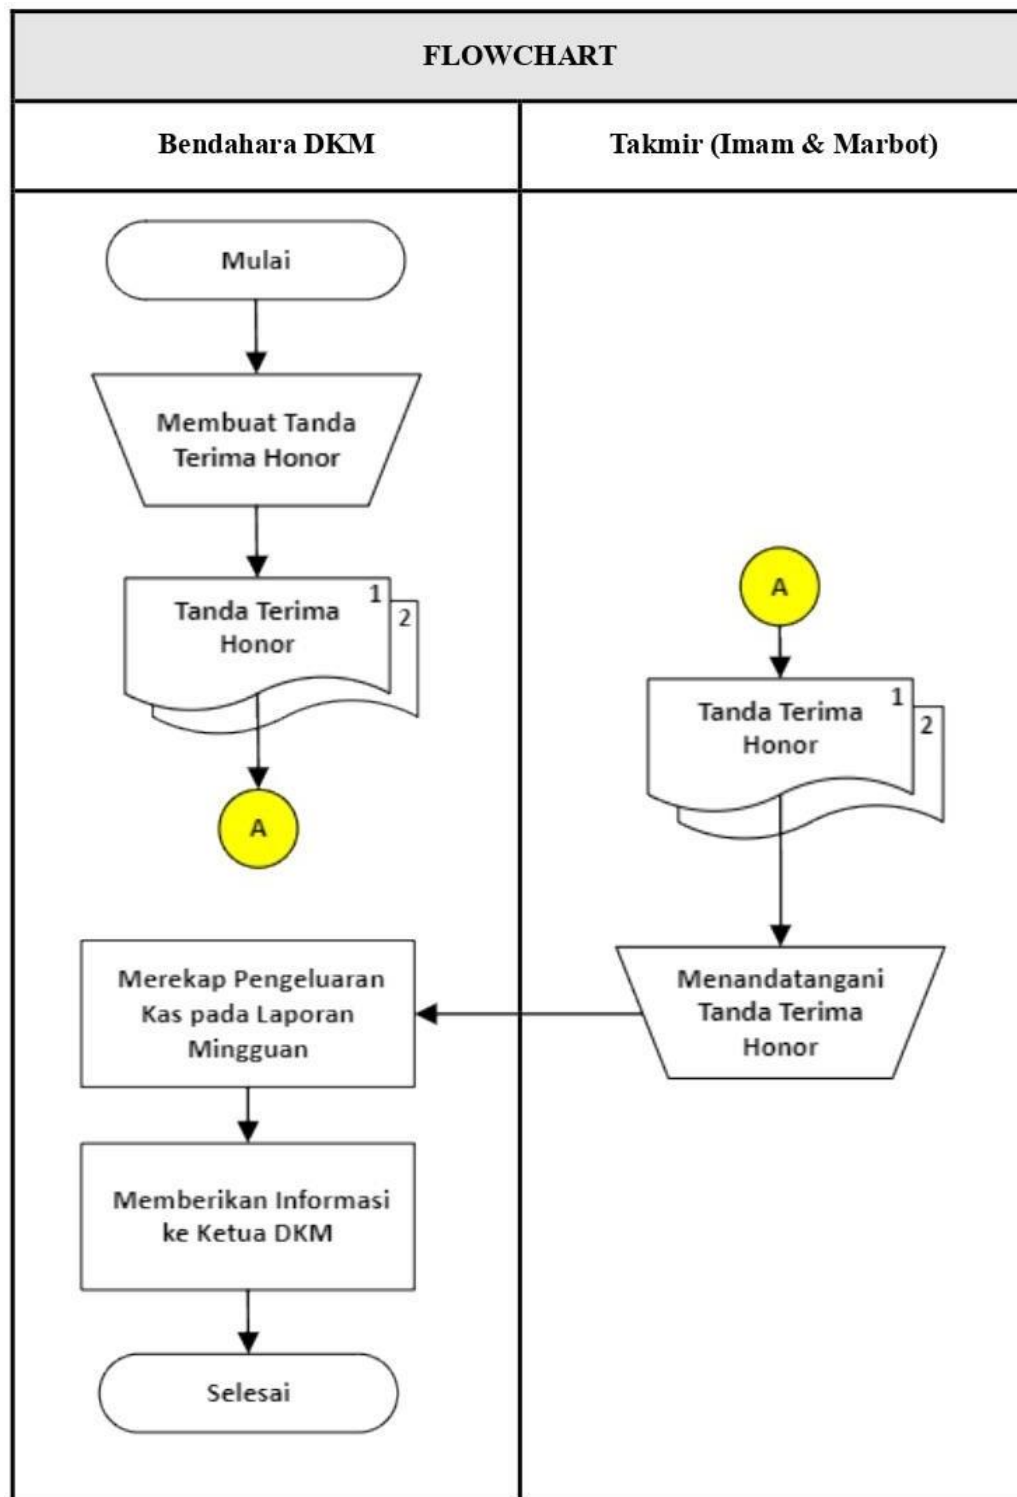 FLOWCHART
Bendahara DKM
Takmir (Imam & Marbot)
Mulai
Membuat Tanda
Terima Honor
Tanda Terima
Honor
1
2
A
Merekap Pengeluaran
Kas pada Laporan
Mingguan
Memberikan Informasi
ke Ketua DKM
Selesai
A
Tanda Terima
Honor
1
2
Menandatangani
Tanda Terima
Honor